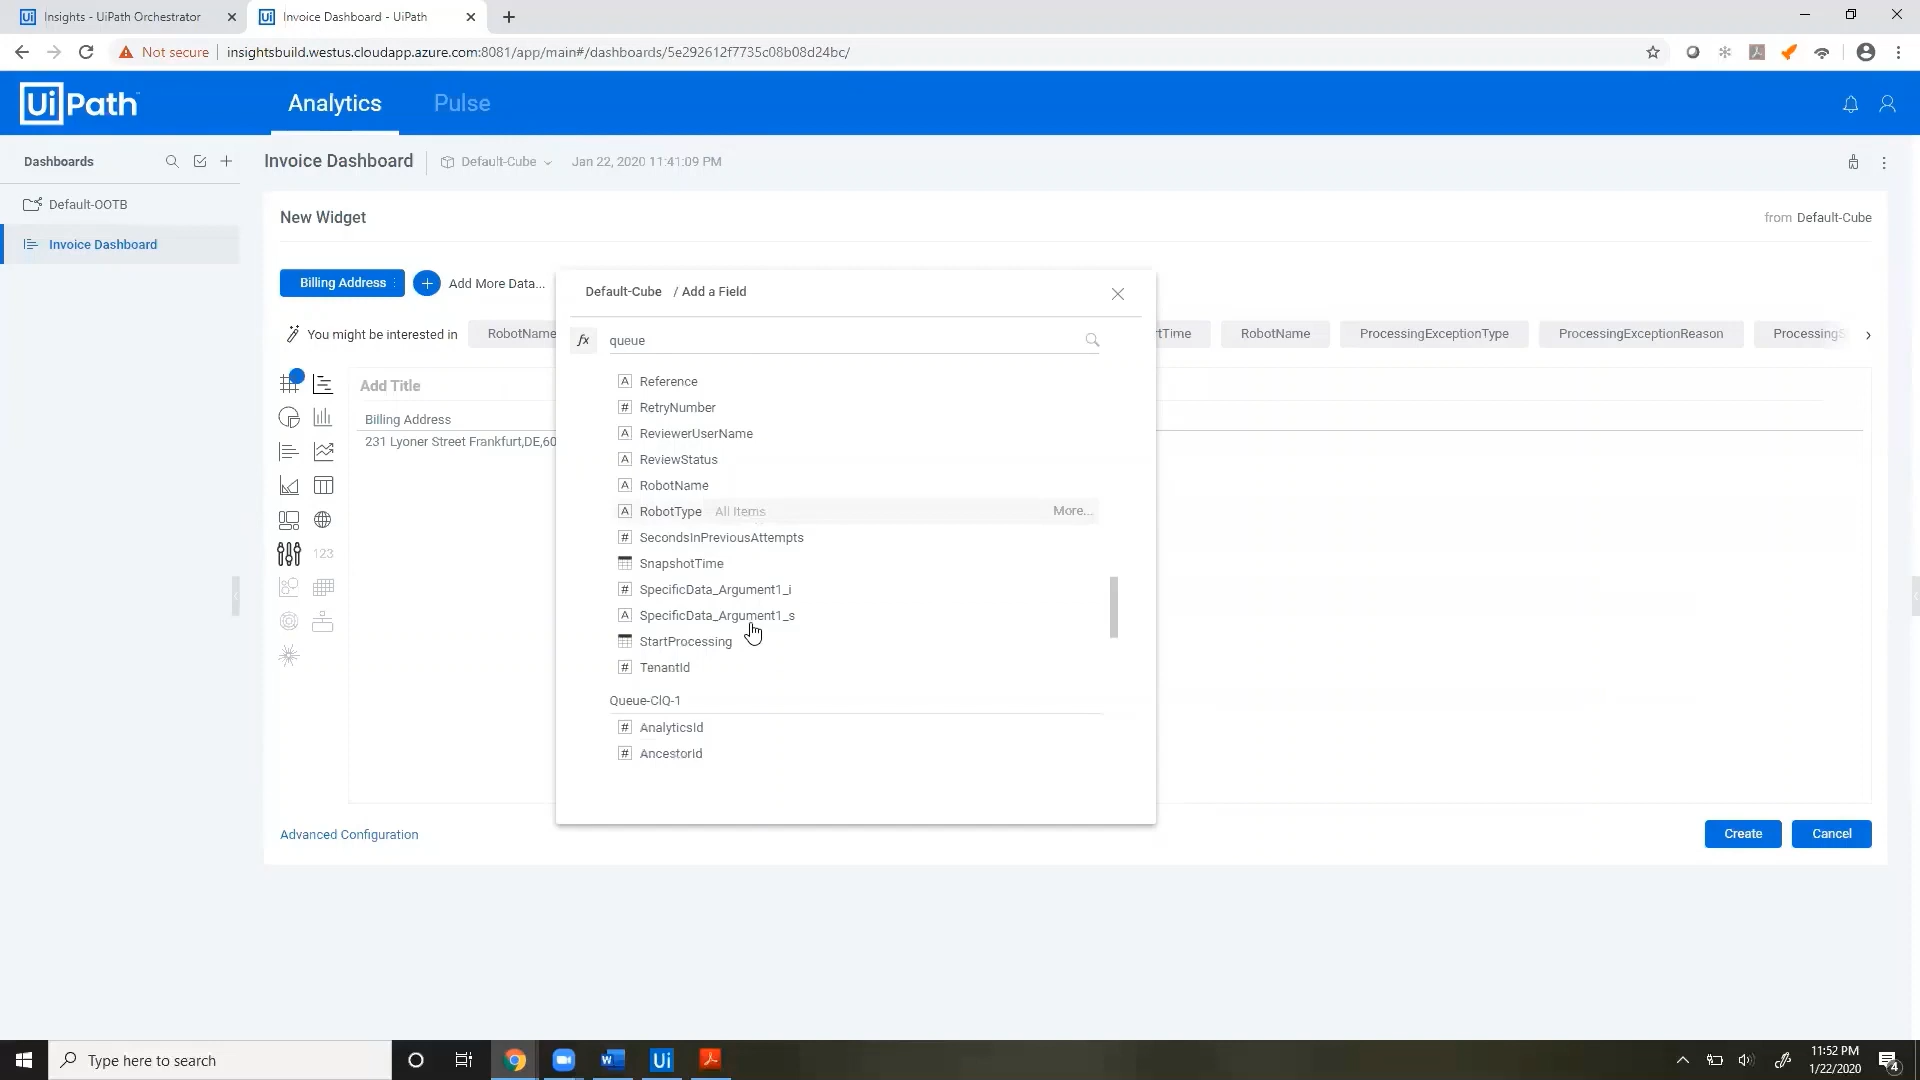 Insights - UiPath Orchestrator
Invoice Dashboard - UiPath
Not secure
insightsbuild.westus.cloudapp.azure.com:8081/app/main#/dashboards/5e292612f7735c08b08d24bc/
UiPath
Analytics
Pulse
Dashboards
Invoice Dashboard
Default-Cube
Jan 22, 2020 11:41:09 PM
Default-OOTB
Invoice Dashboard
New Widget
from Default-Cube
Billing Address
Add More Data...
Default-Cube / Add a Field
You might be interested in
RobotName
rtTime
RobotName
ProcessingExceptionType
ProcessingExceptionReason
ProcessingS
fx
queue
Add Title
Billing Address
231 Lyoner Street Frankfurt,DE,60
A Reference
# RetryNumber
A ReviewerUserName
A ReviewStatus
A RobotName
A RobotType All Items More...
# SecondsInPreviousAttempts
SnapshotTime
# SpecificData_Argument1_i
A SpecificData_Argument1_s
StartProcessing
# TenantId
Queue-CIQ-1
# AnalyticsId
# AncestorId
123
Advanced Configuration
Create
Cancel
Type here to search
Ui
11:52 PM
1/22/2020
4